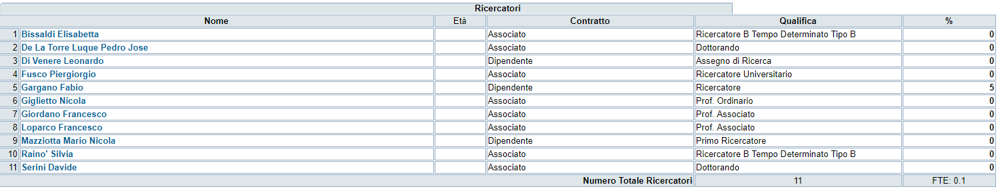 Ricercatori
Nome Età Contratto Qualifica %
1 Bissaldi Elisabetta Associato Ricercatore B Tempo Determinato Tipo B 0
2 De La Torre Luque Pedro Jose Associato Dottorando 0
3 Di Venere Leonardo Dipendente Assegno di Ricerca 0
4 Fusco Piergiorgio Associato Ricercatore Universitario 0
5 Gargano Fabio Dipendente Ricercatore 5
6 Giglietto Nicola Associato Prof. Ordinario 0
7 Giordano Francesco Associato Prof. Associato 0
8 Loparco Francesco Associato Prof. Associato 0
9 Mazziotta Mario Nicola Dipendente Primo Ricercatore 0
10 Raino' Silvia Associato Ricercatore B Tempo Determinato Tipo B 0
11 Serini Davide Associato Dottorando 0
Numero Totale Ricercatori 11 FTE: 0.1